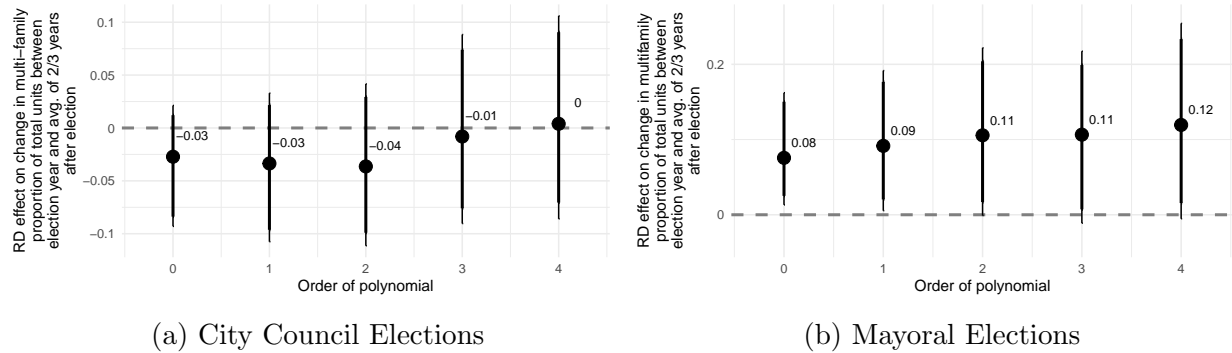 RD effect on change in multi−family
proportion of total units between
election year and avg. of 2/3 years
after election
0.1
0.05
0
−0.05
−0.1
−0.03
−0.03
−0.04
−0.01
0
0 1 2 3 4
Order of polynomial
(a) City Council Elections
RD effect on change in multifamily
proportion of total units between
election year and avg. of 2/3 years
after election
0.2
0
0.08
0.09
0.11
0.11
0.12
0 1 2 3 4
Order of polynomial
(b) Mayoral Elections